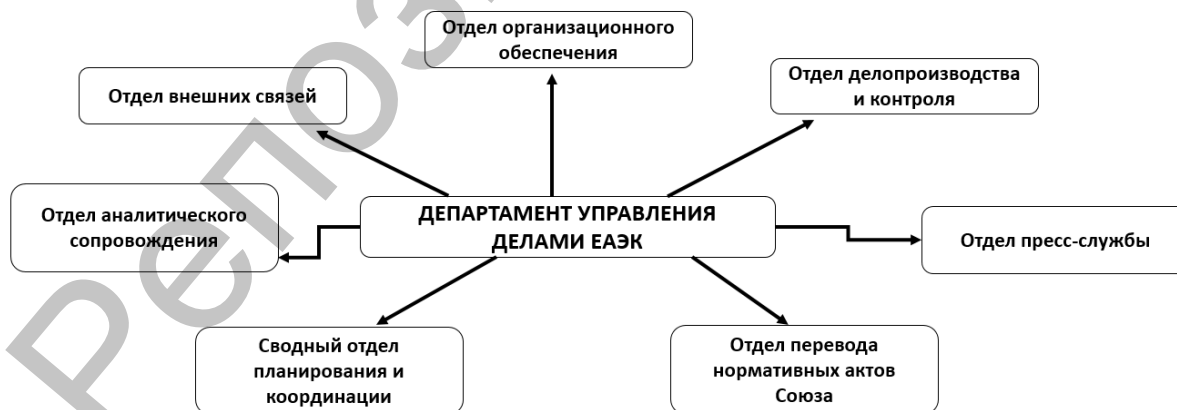 Отдел организационного
обеспечения
Отдел внешних связей
Отдел делопроизводства
и контроля
Отдел аналитического
сопровождения
ДЕПАРТАМЕНТ УПРАВЛЕНИЯ
ДЕЛАМИ ЕАЭК
Отдел пресс-службы
Сводный отдел
планирования и
координации
Отдел перевода
нормативных актов
Союза
Репоз